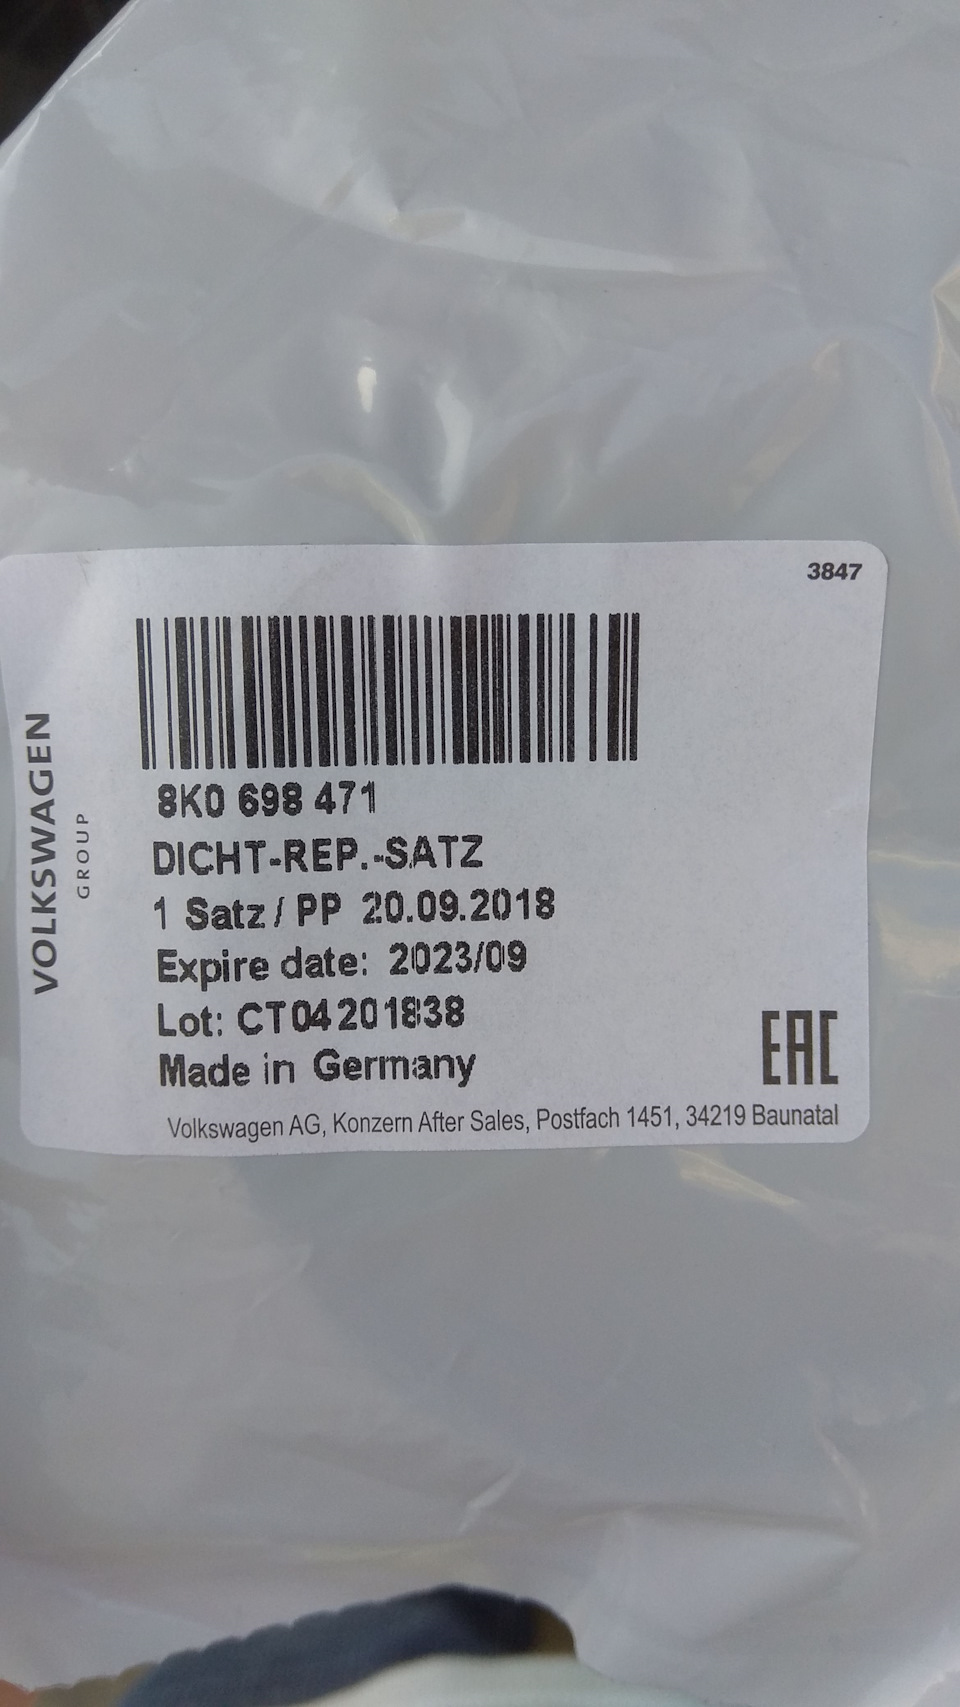 3847
VOLKSWAGEN
GROUP
8K0 698 471
DICHT-REP.-SATZ
1 Satz / PP 20.09.2018
Expire date: 2023/09
Lot: CT04201838
Made in Germany
EAC
Volkswagen AG, Konzern After Sales, Postfach 1451, 34219 Baunatal